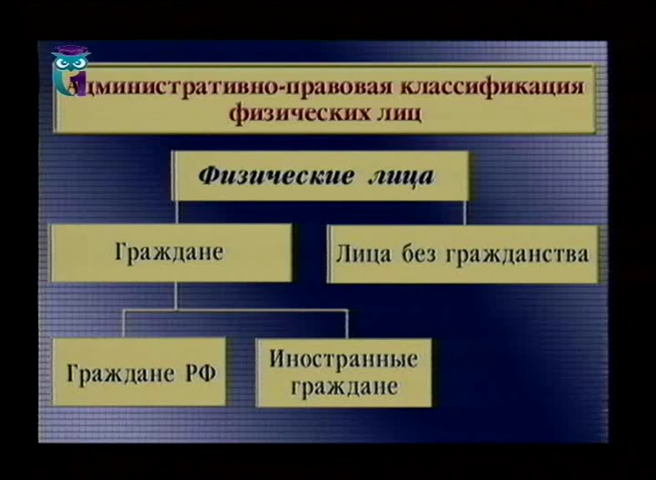 Административно-правовая классификация
физических лиц
Физические лица
Граждане
Лица без гражданства
Граждане РФ
Иностранные
граждане